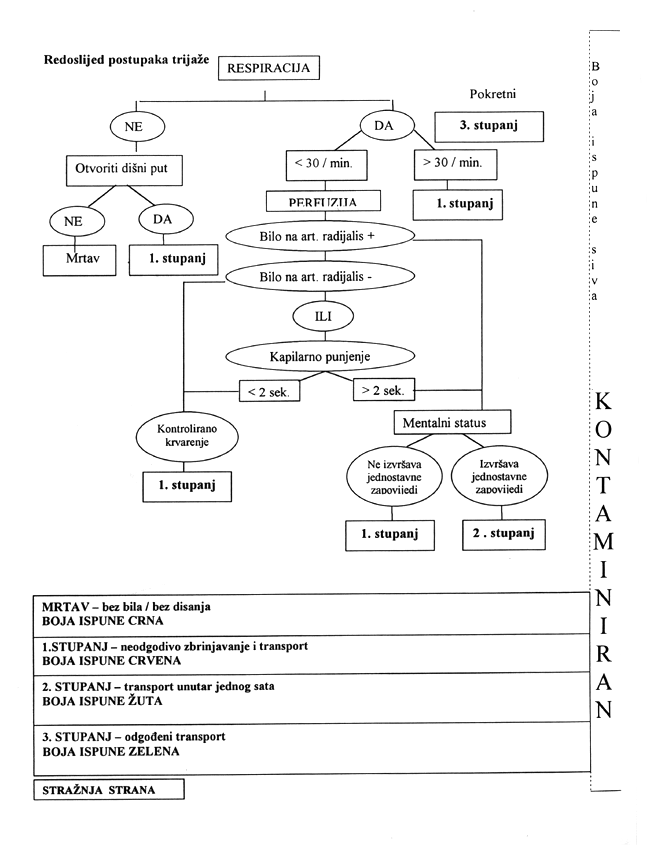 Redoslijed postupaka trijaže
RESPIRACIJA
Pokretni
NE
DA
3. stupanj
Otvoriti dišni put
< 30 / min.
> 30 / min.
PERFUZIJA
1. stupanj
NE
DA
Bilo na art. radijalis +
Mrtav
1. stupanj
Bilo na art. radijalis -
ILI
Kapilarno punjenje
< 2 sek.
> 2 sek.
Kontrolirano
krvarenje
Mentalni status
1. stupanj
Ne izvršava
jednostavne
zapovijedi
Izvršava
jednostavne
zapovijedi
1. stupanj
2 . stupanj
MRTAV – bez bila / bez disanja
BOJA ISPUNE CRNA
1.STUPANJ – neodgodivo zbrinjavanje i transport
BOJA ISPUNE CRVENA
2. STUPANJ – transport unutar jednog sata
BOJA ISPUNE ŽUTA
3. STUPANJ – odgođeni transport
BOJA ISPUNE ZELENA
STRAŽNJA STRANA
Boja ispune siva
KONTAMINIRAN